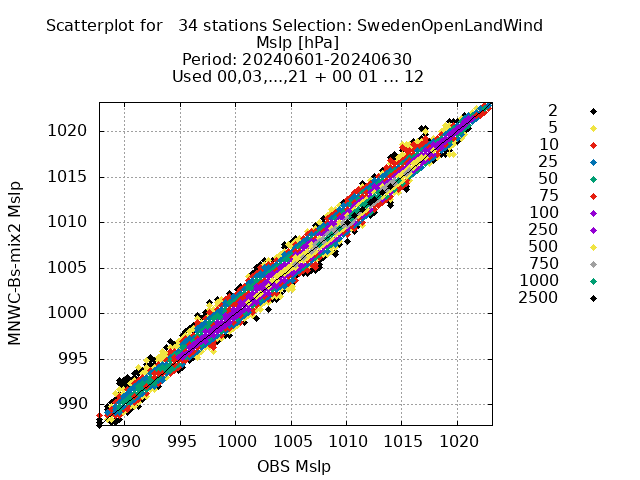 Scatterplot for   34 stations Selection: SwedenOpenLandWind
Mslp [hPa]
Period: 20240601-20240630
Used 00,03,...,21 + 00 01 ... 12
MNWC-Bs-mix2 Mslp
1020
1015
1010
1005
1000
995
990
990 995 1000 1005 1010 1015 1020
OBS Mslp
2
5
10
25
50
75
100
250
500
750
1000
2500